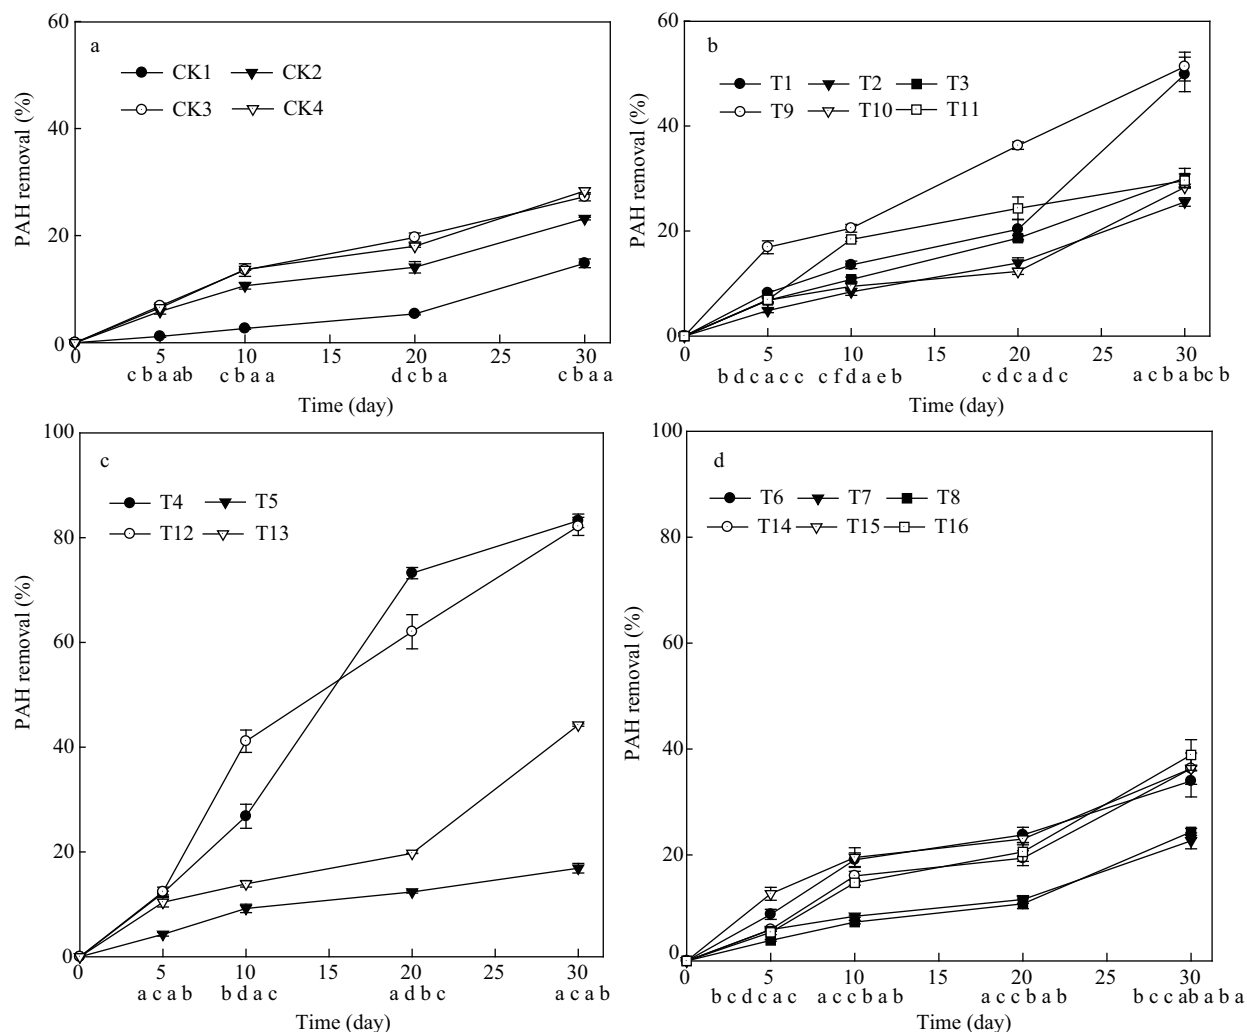 a
CK1 CK2
CK3 CK4
60
40
20
0
PAH removal (%)
0 5 10 15 20 25 30
c b a ab c b a a d c b a c b a a
Time (day)
b
T1 T2 T3
T9 T10 T11
60
40
20
0
PAH removal (%)
0 5 10 15 20 25 30
b d c a c c c f d a e b c d c a d c a c b a bc b
Time (day)
c
T4 T5
T12 T13
100
80
60
40
20
0
PAH removal (%)
0 5 10 15 20 25 30
a c a b b d a c a d b c a c a b
Time (day)
d
T6 T7 T8
T14 T15 T16
100
80
60
40
20
0
PAH removal (%)
0 5 10 15 20 25 30
b c d c a c a c c b a b a c c b a b b c c ab a b a
Time (day)